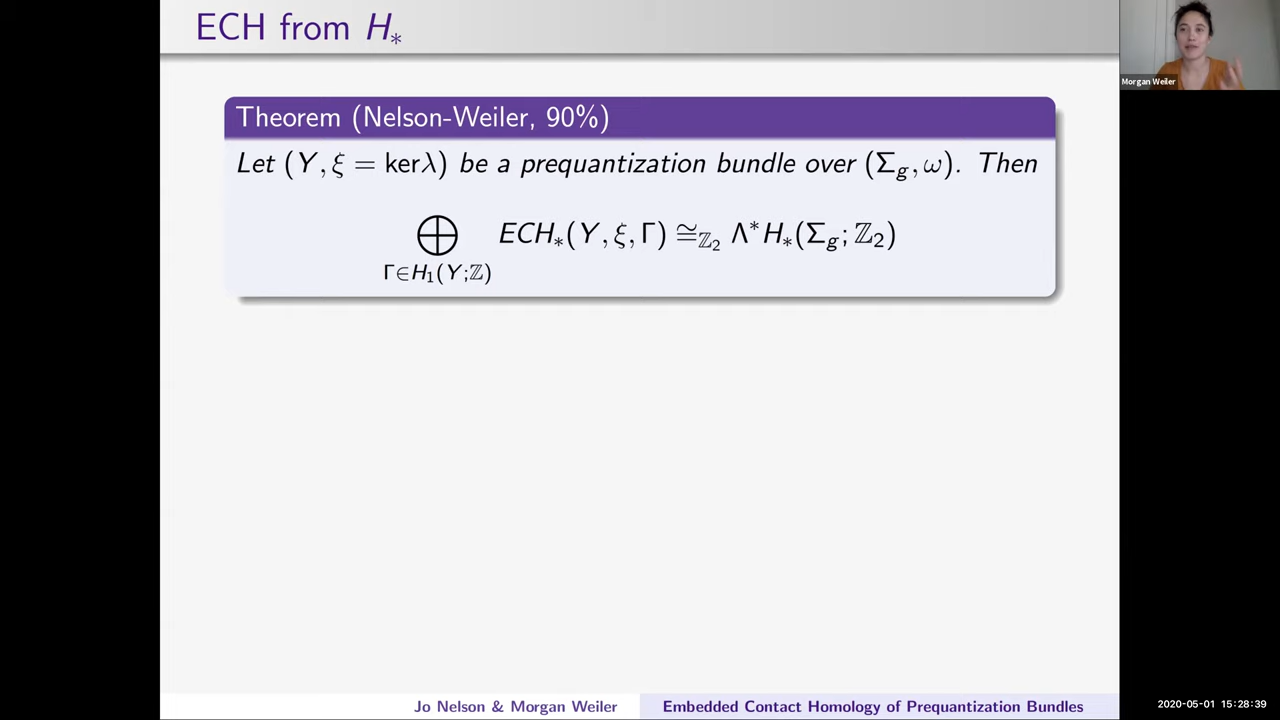 ECH from H∗
Morgan Weiler
Theorem (Nelson-Weiler, 90%)
Let (Y, ξ = kerλ) be a prequantization bundle over (Σ_g, ω). Then
⊕_{Γ∈H₁(Y;ℤ)} ECH∗(Y, ξ, Γ) ≅_{ℤ₂} Λ*H∗(Σ_g; ℤ₂)
Jo Nelson & Morgan Weiler
Embedded Contact Homology of Prequantization Bundles
2020-05-01 15:28:39